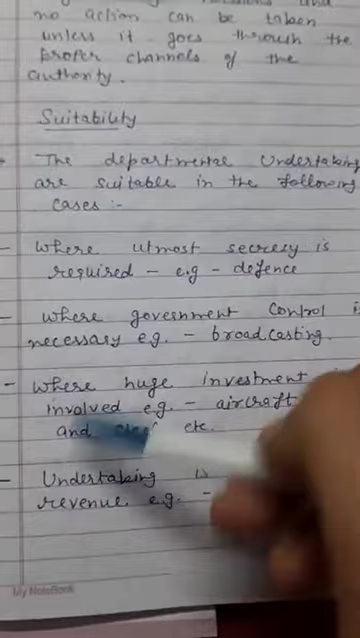 no action can be taken
unless it goes through the
proper channels of the
authority.
Suitability
The departmental Undertaking
are suitable in the following
cases :-
- Where utmost secresy is
required - e.g - defence
- Where government control i
necessary e.g. - broadcasting.
- Where huge investment
involved e.g. - aircraft
and etc.
- Undertaking is
revenue. e.g. -
My NoteBook